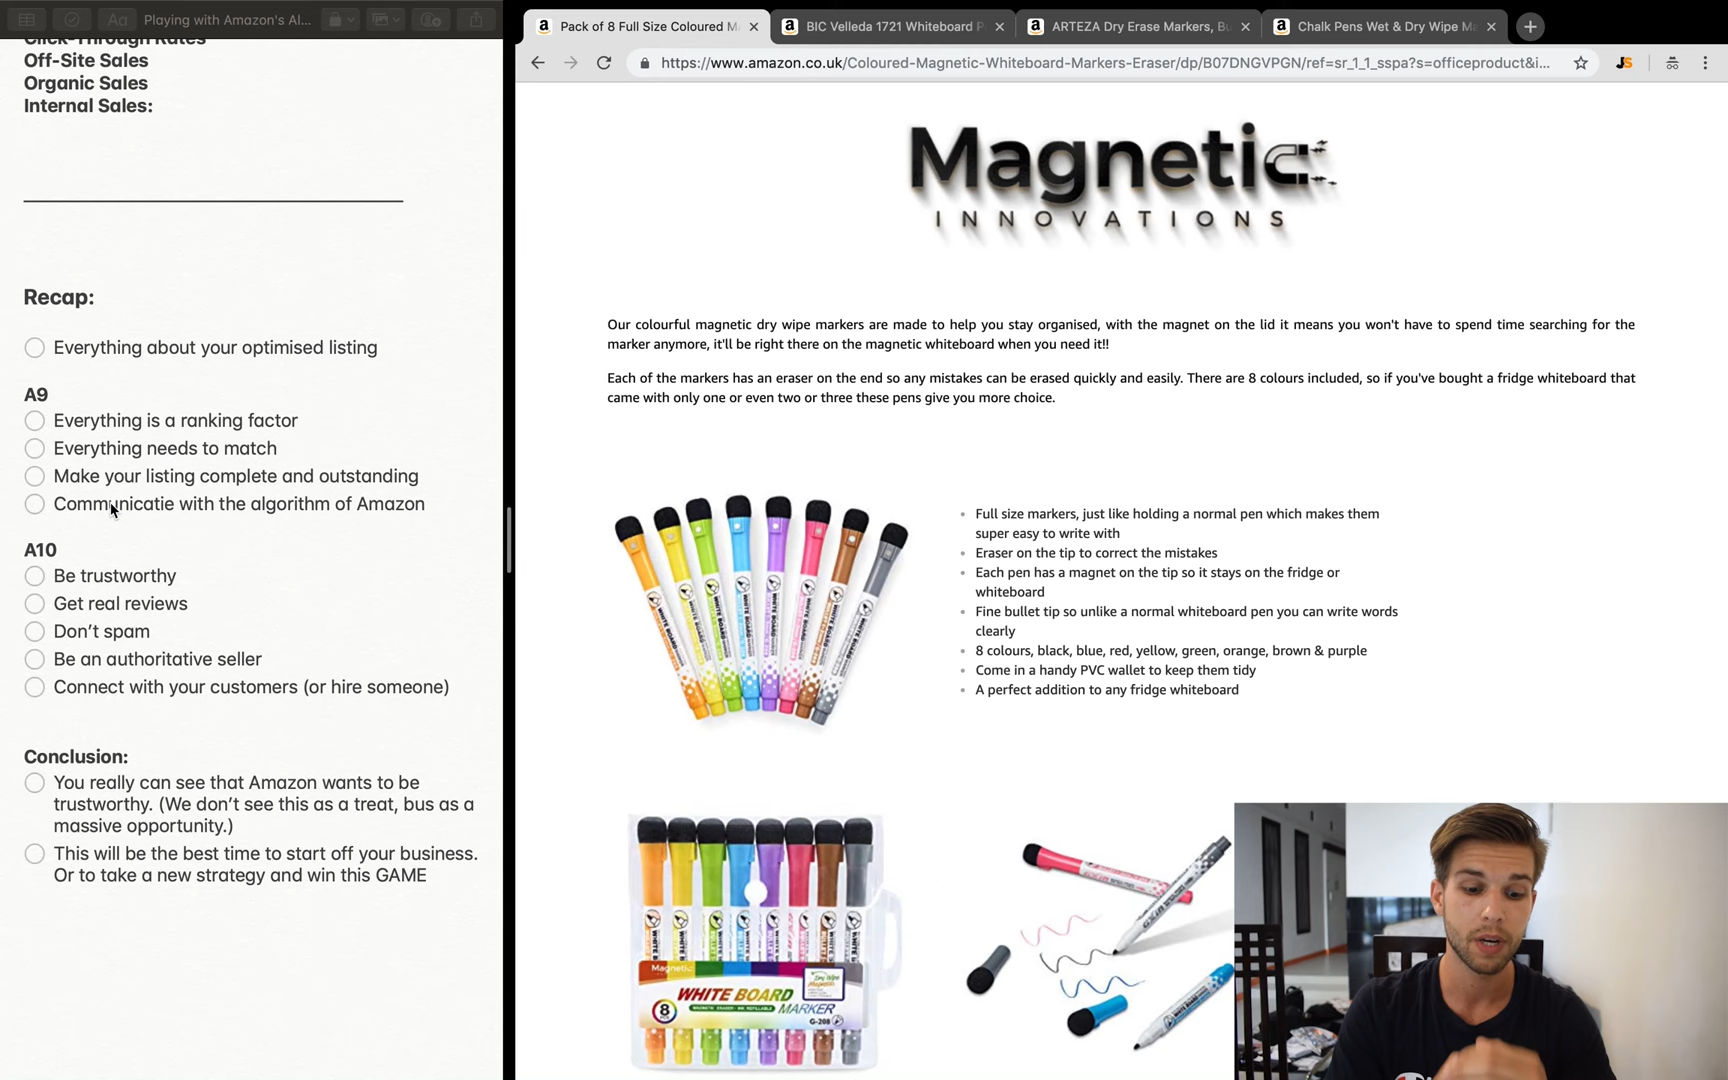 Playing with Amazon's Al...
Click-Through Rates
Off-Site Sales
Organic Sales
Internal Sales:
Recap:
Everything about your optimised listing
A9
Everything is a ranking factor
Everything needs to match
Make your listing complete and outstanding
Communicatie with the algorithm of Amazon
A10
Be trustworthy
Get real reviews
Don't spam
Be an authoritative seller
Connect with your customers (or hire someone)
Conclusion:
You really can see that Amazon wants to be
trustworthy. (We don't see this as a treat, bus as a
massive opportunity.)
This will be the best time to start off your business.
Or to take a new strategy and win this GAME
Pack of 8 Full Size Coloured M
BIC Velleda 1721 Whiteboard P
ARTEZA Dry Erase Markers, Bu
Chalk Pens Wet & Dry Wipe Me
https://www.amazon.co.uk/Coloured-Magnetic-Whiteboard-Markers-Eraser/dp/B07DNGVPGN/ref=sr_1_1_sspa?s=officeproduct&i...
JS
Magnetic
INNOVATIONS
Our colourful magnetic dry wipe markers are made to help you stay organised, with the magnet on the lid it means you won't have to spend time searching for the
marker anymore, it'll be right there on the magnetic whiteboard when you need it!!
Each of the markers has an eraser on the end so any mistakes can be erased quickly and easily. There are 8 colours included, so if you've bought a fridge whiteboard that
came with only one or even two or three these pens give you more choice.
Full size markers, just like holding a normal pen which makes them
super easy to write with
Eraser on the tip to correct the mistakes
Each pen has a magnet on the tip so it stays on the fridge or
whiteboard
Fine bullet tip so unlike a normal whiteboard pen you can write words
clearly
8 colours, black, blue, red, yellow, green, orange, brown & purple
Come in a handy PVC wallet to keep them tidy
A perfect addition to any fridge whiteboard
Magnetic
WHITE BOARD
MARKER
8
G-208